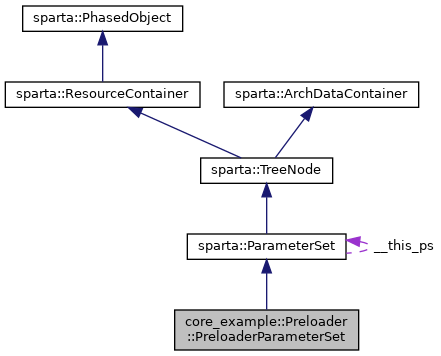 sparta::PhasedObject
sparta::ResourceContainer
sparta::ArchDataContainer
sparta::TreeNode
sparta::ParameterSet
__this_ps
core_example::Preloader
::PreloaderParameterSet